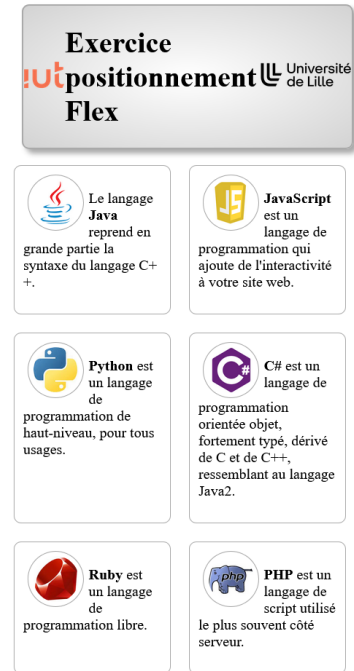 Exercice
iut positionnement Université
de Lille
Flex
Le langage
Java
reprend en
grande partie la
syntaxe du langage C+
+.
JS
JavaScript
est un
langage de
programmation qui
ajoute de l'interactivité
à votre site web.
Python est
un langage
de
programmation de
haut-niveau, pour tous
usages.
C#
C# est un
langage de
programmation
orientée objet,
fortement typé, dérivé
de C et de C++,
ressemblant au langage
Java2.
Ruby est
un langage
de
programmation libre.
php
PHP est un
langage de
script utilisé
le plus souvent côté
serveur.